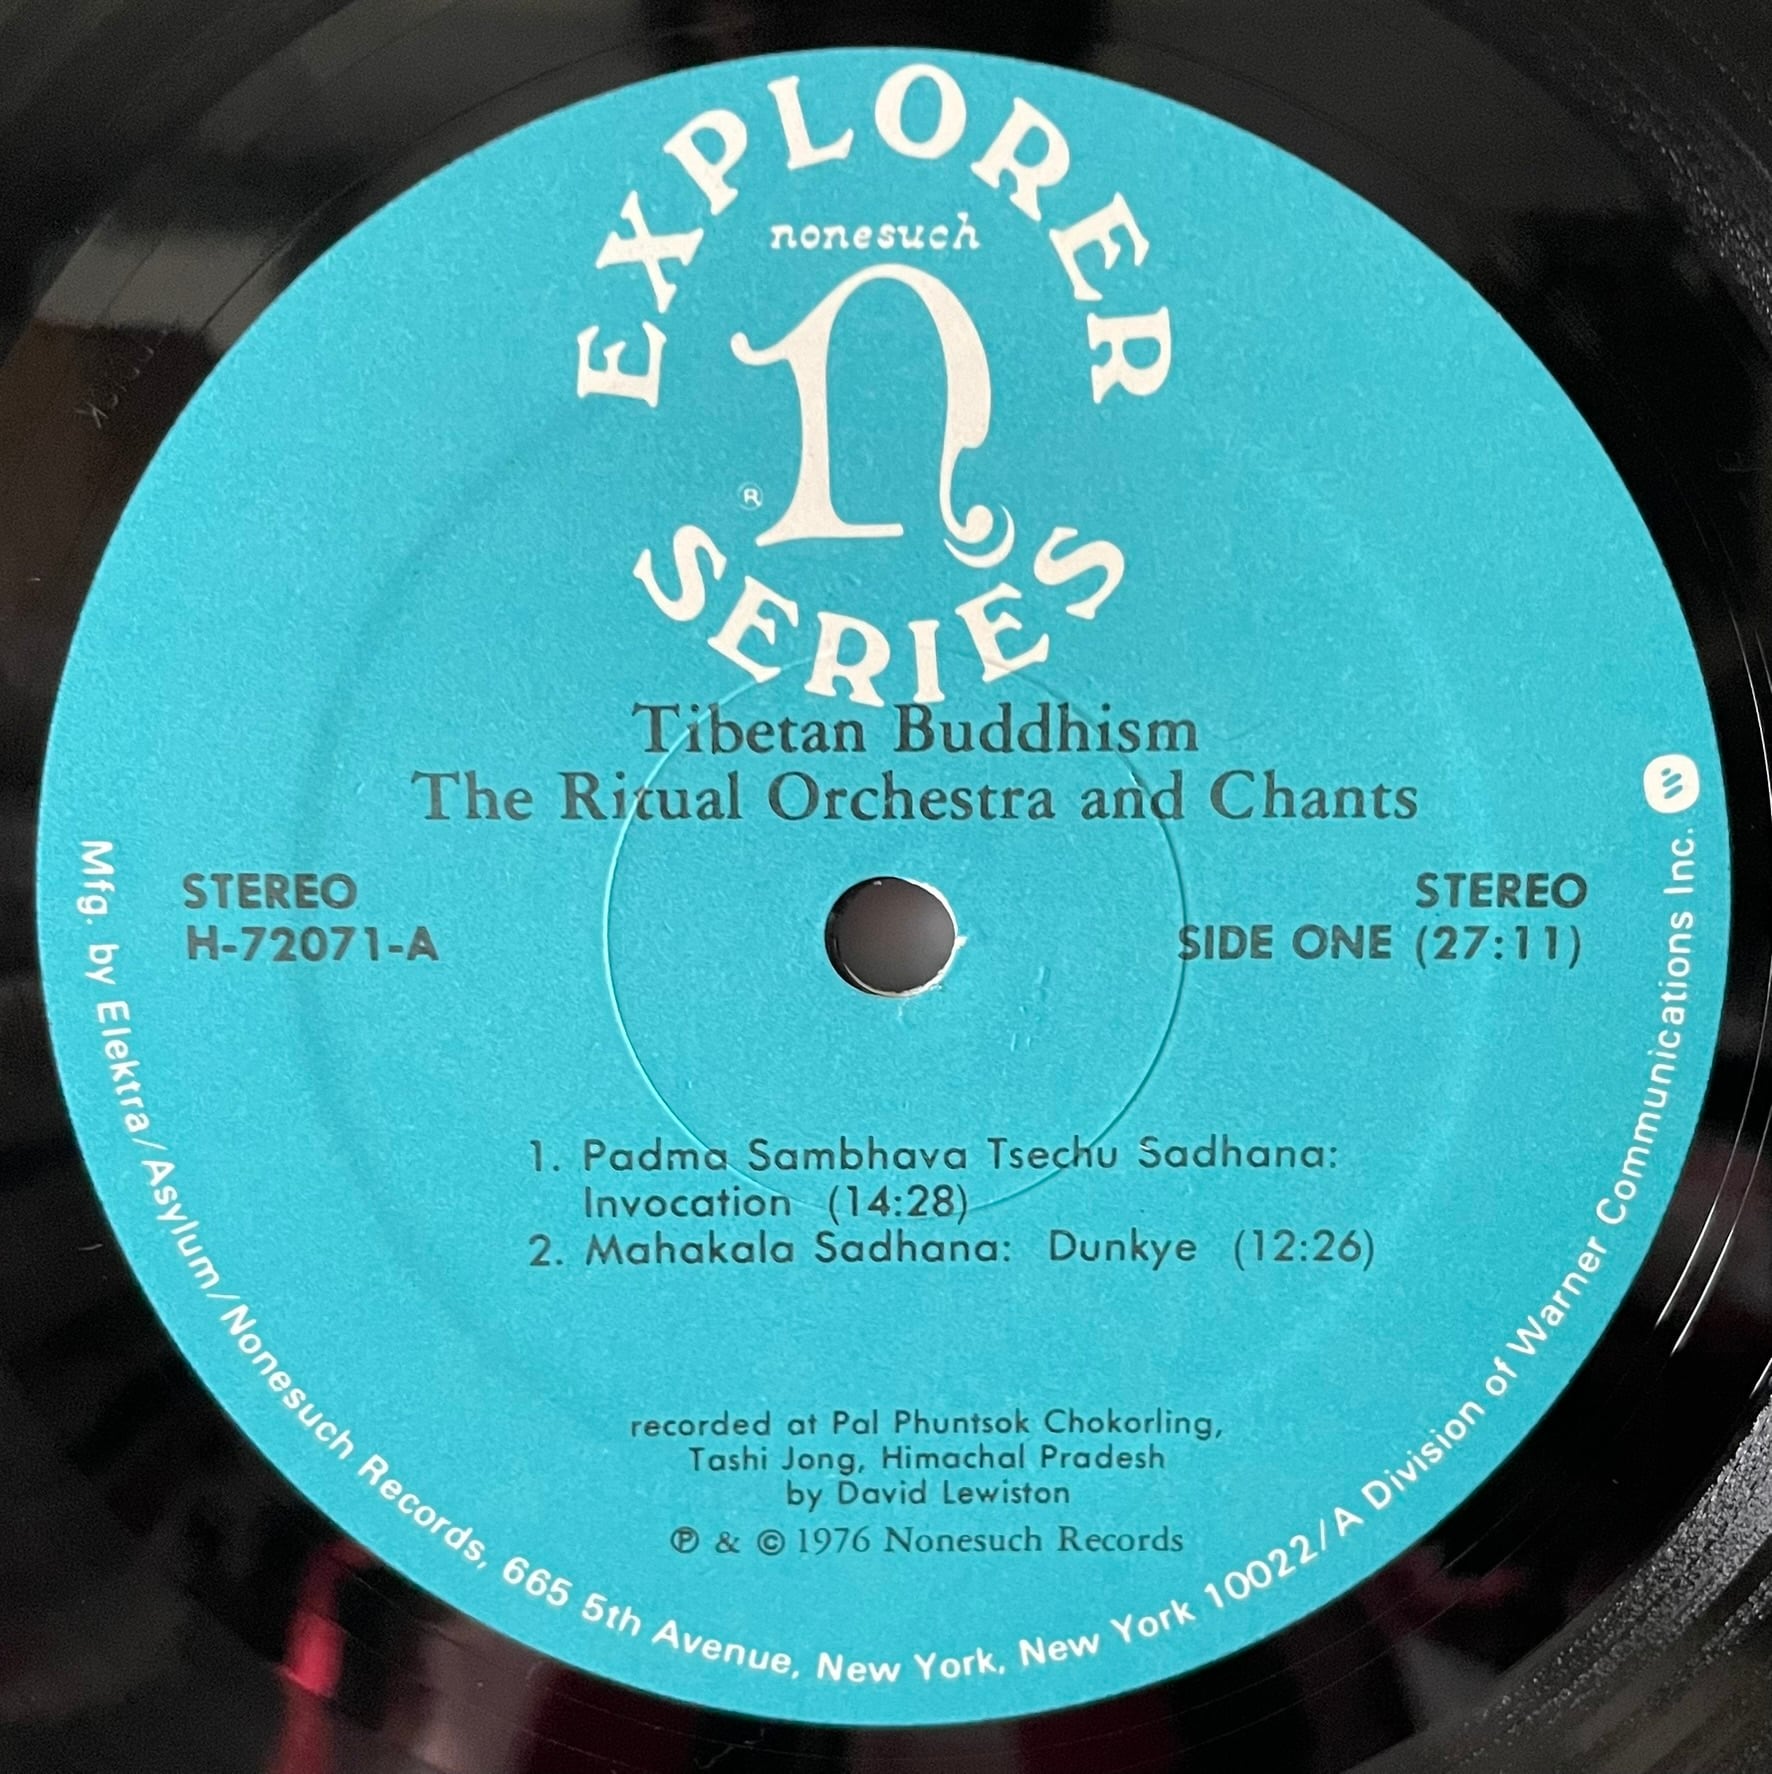 EXPLORER
nonesuch
n
®
SERIES
Tibetan Buddhism
The Ritual Orchestra and Chants
STEREO
H-72071-A
STEREO
SIDE ONE (27:11)
1. Padma Sambhava Tsechu Sadhana:
Invocation (14:28)
2. Mahakala Sadhana: Dunkye (12:26)
recorded at Pal Phuntsok Chokorling,
Tashi Jong, Himachal Pradesh
by David Lewiston
℗ & © 1976 Nonesuch Records
Mfg. by Elektra/Asylum/Nonesuch Records, 665 5th Avenue, New York, New York 10022/A Division of Warner Communications Inc.